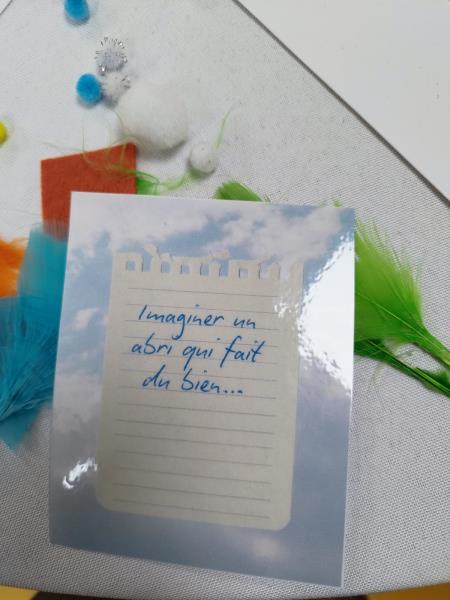 Imaginer un
abri qui fait
du bien...